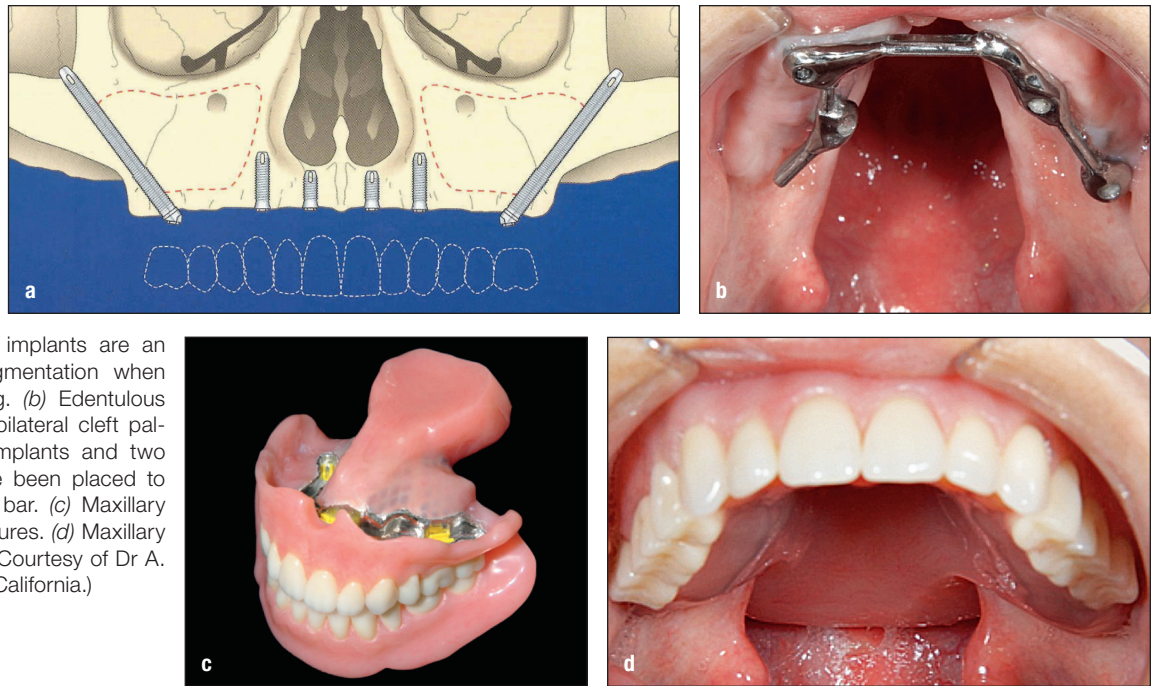 a
b
implants are an
gmentation when
g. (b) Edentulous
bilateral cleft pal-
mplants and two
e been placed to
bar. (c) Maxillary
ures. (d) Maxillary
Courtesy of Dr A.
California.)
c
d